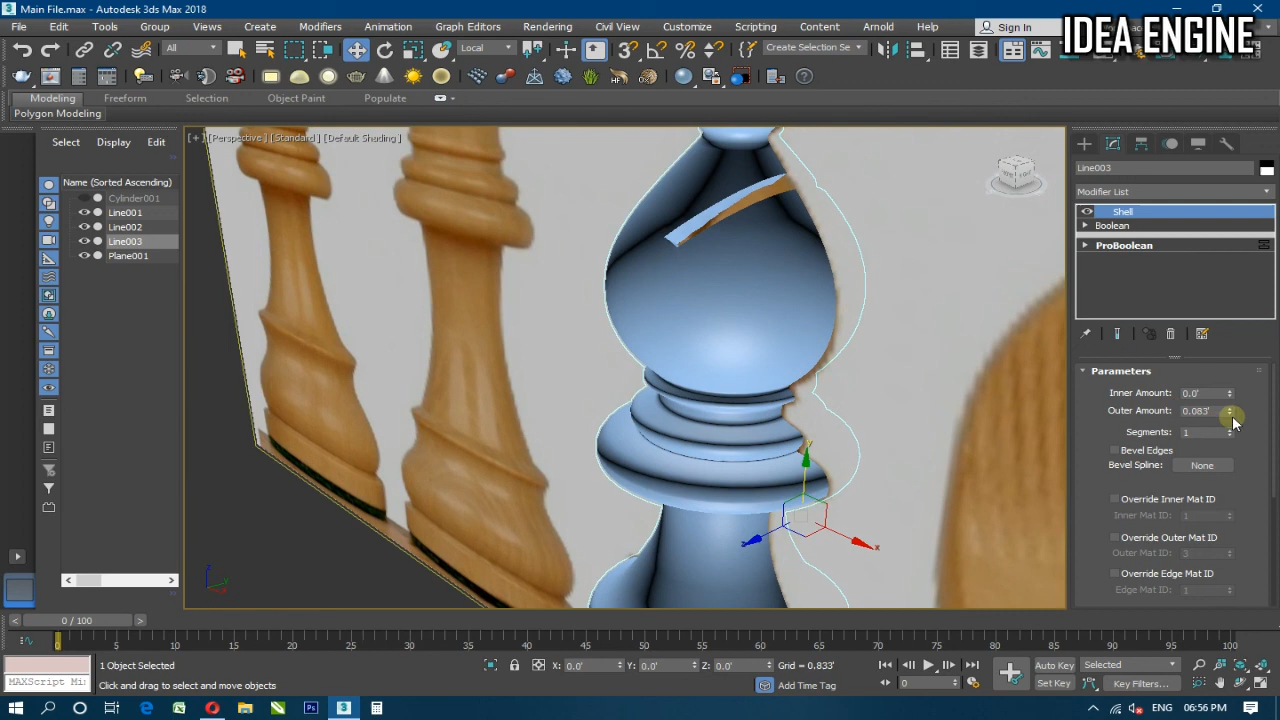 Main File.max - Autodesk 3ds Max 2018
File Edit Tools Group Views Create Modifiers Animation Graph Editors Rendering Civil View Customize Scripting Content Arnold Help Sign In
IDEA ENGINE
All Local Create Selection Se
Modeling Freeform Selection Object Paint Populate
Polygon Modeling
Select Display Edit
[+] [Perspective] [Standard] [Default Shading]
Name (Sorted Ascending)
Cylinder001
Line001
Line002
Line003
Plane001
Line003
Modifier List
Shell
Boolean
ProBoolean
Parameters
Inner Amount: 0.0'
Outer Amount: 0.083'
Segments: 1
Bevel Edges
Bevel Spline: None
Override Inner Mat ID
Inner Mat ID: 1
Override Outer Mat ID
Outer Mat ID: 3
Override Edge Mat ID
Edge Mat ID: 1
y
x
z
0 / 100
0 5 10 15 20 25 30 35 40 45 50 55 60 65 70 75 80 85 90 95 100
1 Object Selected
X: 0.0' Y: 0.0' Z: 0.0' Grid = 0.833'
Auto Key Selected
MAXScript Mi
Click and drag to select and move objects
Add Time Tag
0
Set Key Key Filters...
ENG 06:56 PM